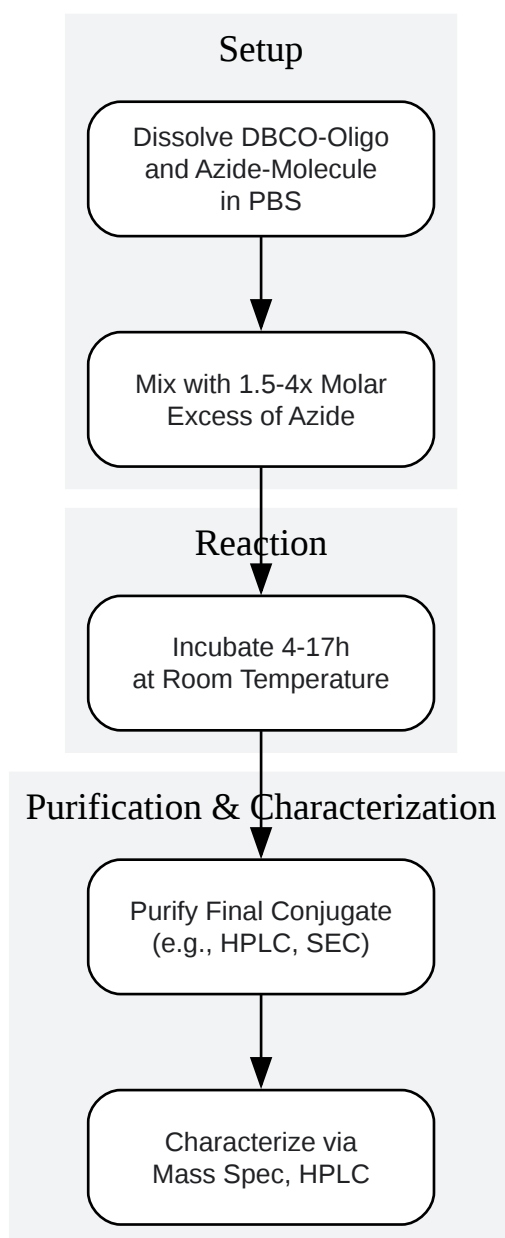 Setup
Dissolve DBCO-Oligo
and Azide-Molecule
in PBS
Mix with 1.5-4x Molar
Excess of Azide
Reaction
Incubate 4-17h
at Room Temperature
Purification & Characterization
Purify Final Conjugate
(e.g., HPLC, SEC)
Characterize via
Mass Spec, HPLC